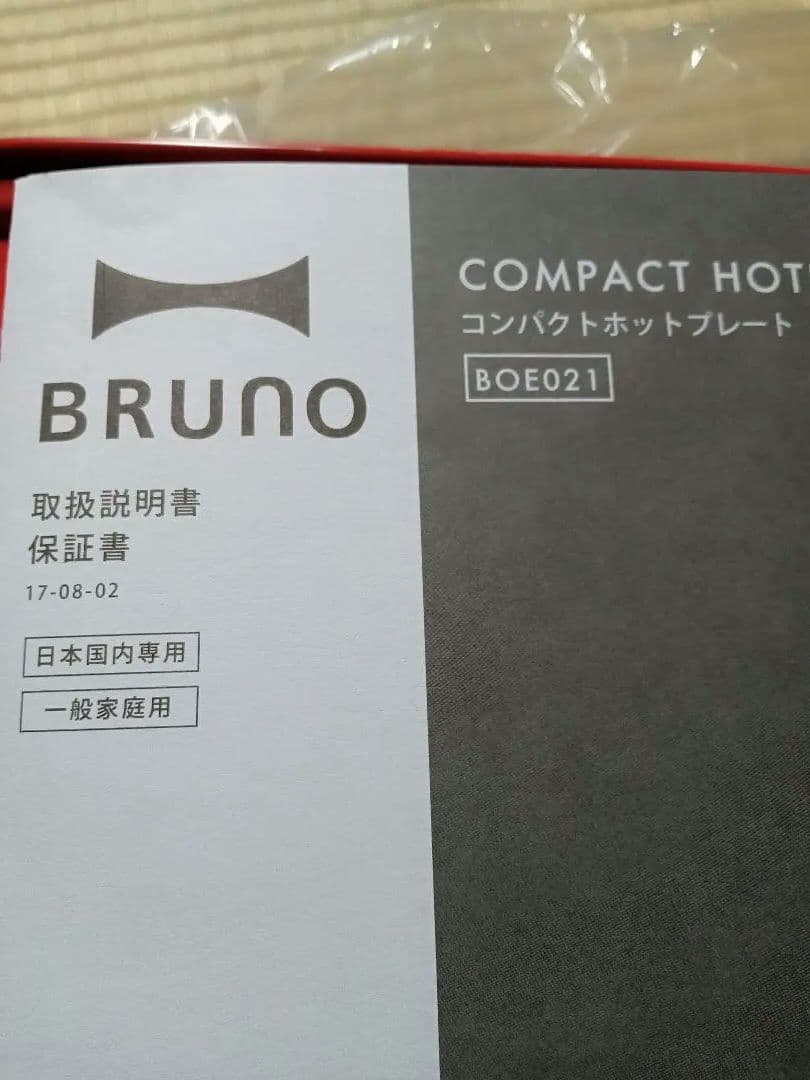 BRUNO
取扱説明書
保証書
17-08-02
日本国内専用
一般家庭用
COMPACT HOT
コンパクトホットプレート
BOE021